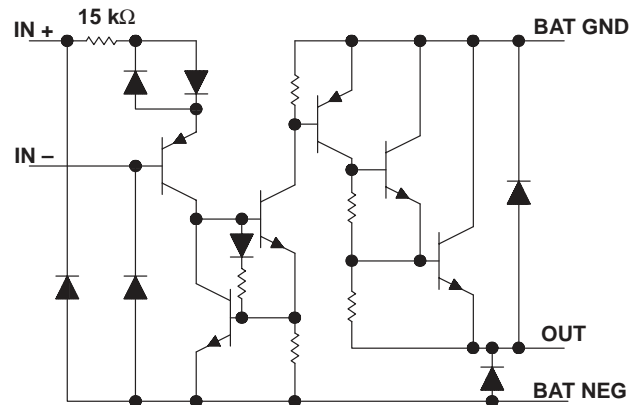 15 kΩ
IN +
BAT GND
IN –
OUT
BAT NEG